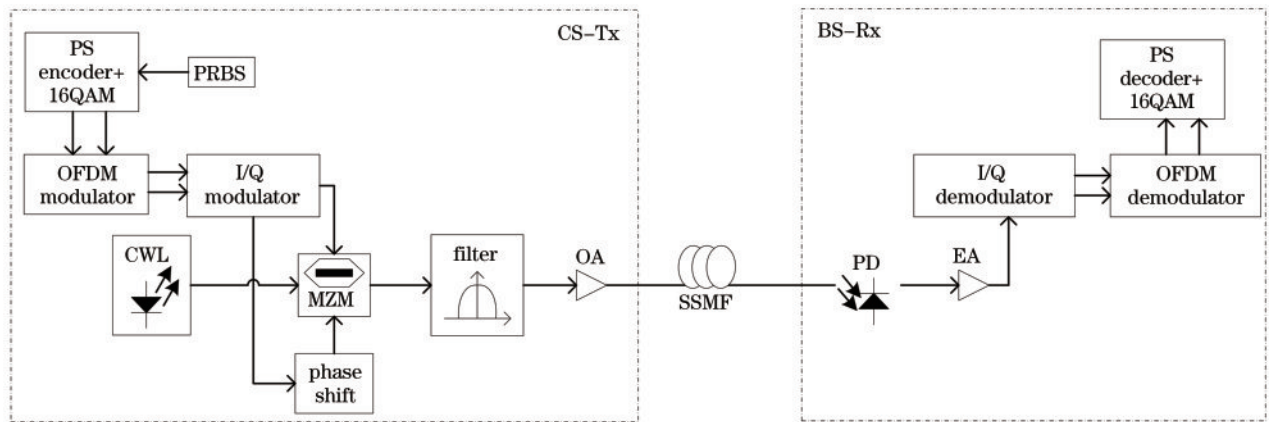 CS-Tx
PS
encoder+
16QAM
PRBS
OFDM
modulator
I/Q
modulator
CWL
MZM
phase
shift
filter
OA
SSMF
BS-Rx
PS
decoder+
16QAM
I/Q
demodulator
OFDM
demodulator
PD
EA